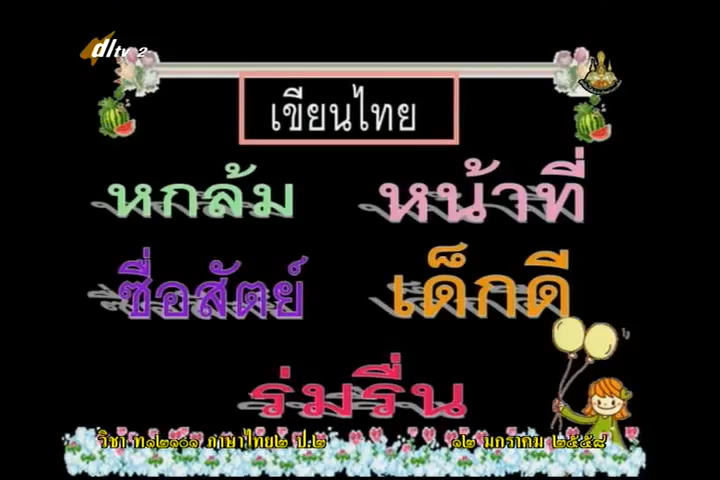 dltv 2
เขียนไทย
หกล้ม หน้าที่
ซื่อสัตย์ เด็กดี
ร่มรื่น
วิชา ท๑๒๑๐๑ ภาษาไทย๒ ป.๒ ๑๒ มกราคม ๒๕๕๘